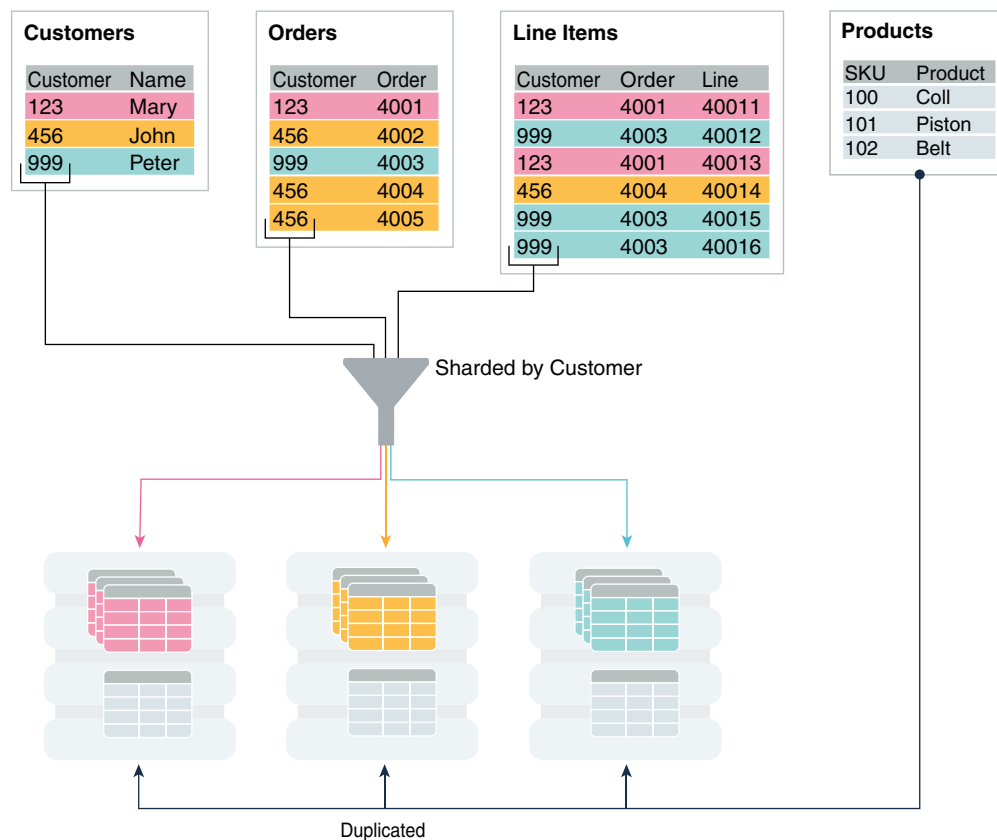 Customers
Customer Name
123 Mary
456 John
999 Peter
Orders
Customer Order
123 4001
456 4002
999 4003
456 4004
456 4005
Line Items
Customer Order Line
123 4001 40011
999 4003 40012
123 4001 40013
456 4004 40014
999 4003 40015
999 4003 40016
Products
SKU Product
100 Coll
101 Piston
102 Belt
Sharded by Customer
Duplicated